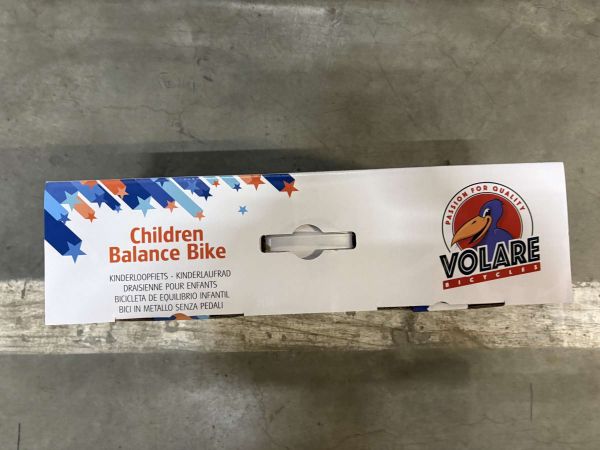 Children
Balance Bike
KINDERLOOPFIETS - KINDERLAUFRAD
DRAISIENNE POUR ENFANTS
BICICLETA DE EQUILIBRIO INFANTIL
BICI IN METALLO SENZA PEDALI
PASSION FOR QUALITY
VOLARE
BICYCLES